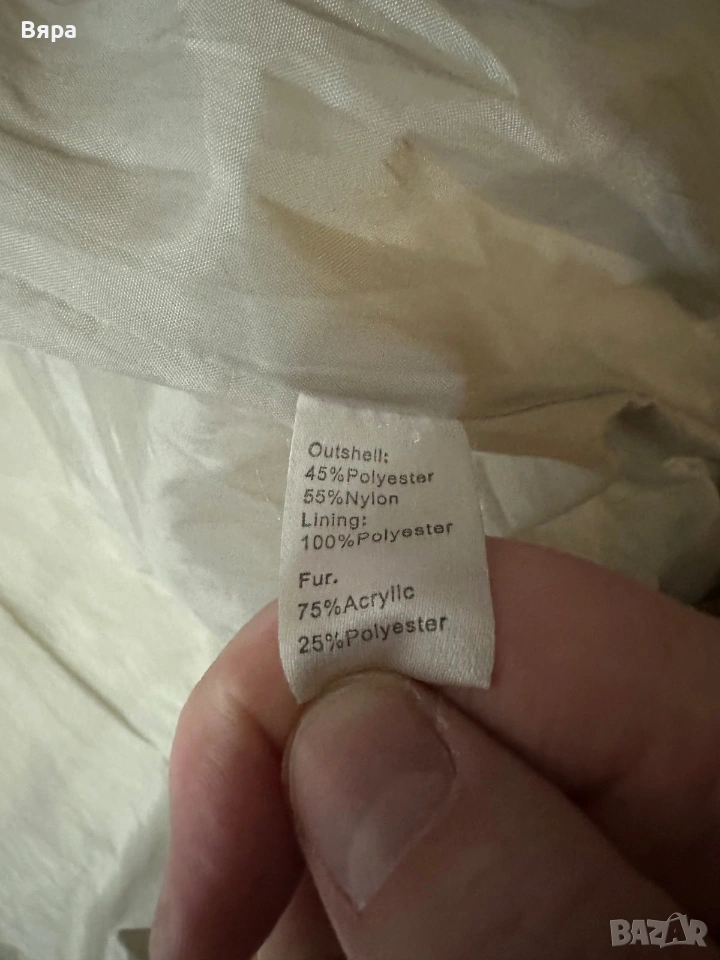 Вяра
Outshell:
45%Polyester
55%Nylon
Lining:
100%Polyester
Fur.
75%Acrylic
25%Polyester
BAZAR